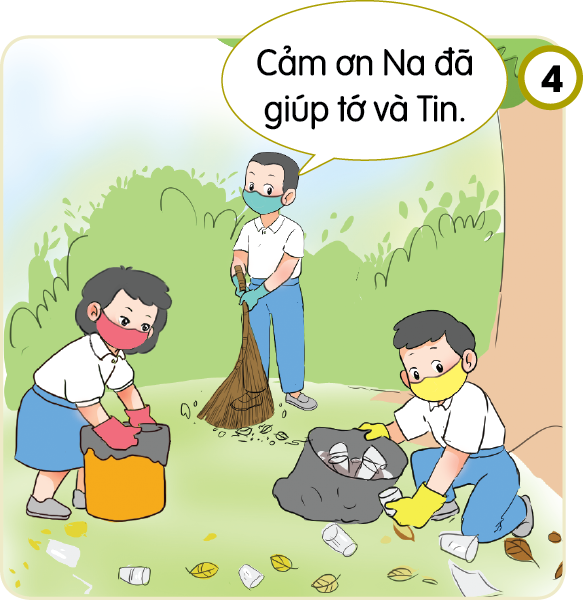 Cảm ơn Na đã
giúp tớ và Tin.
4